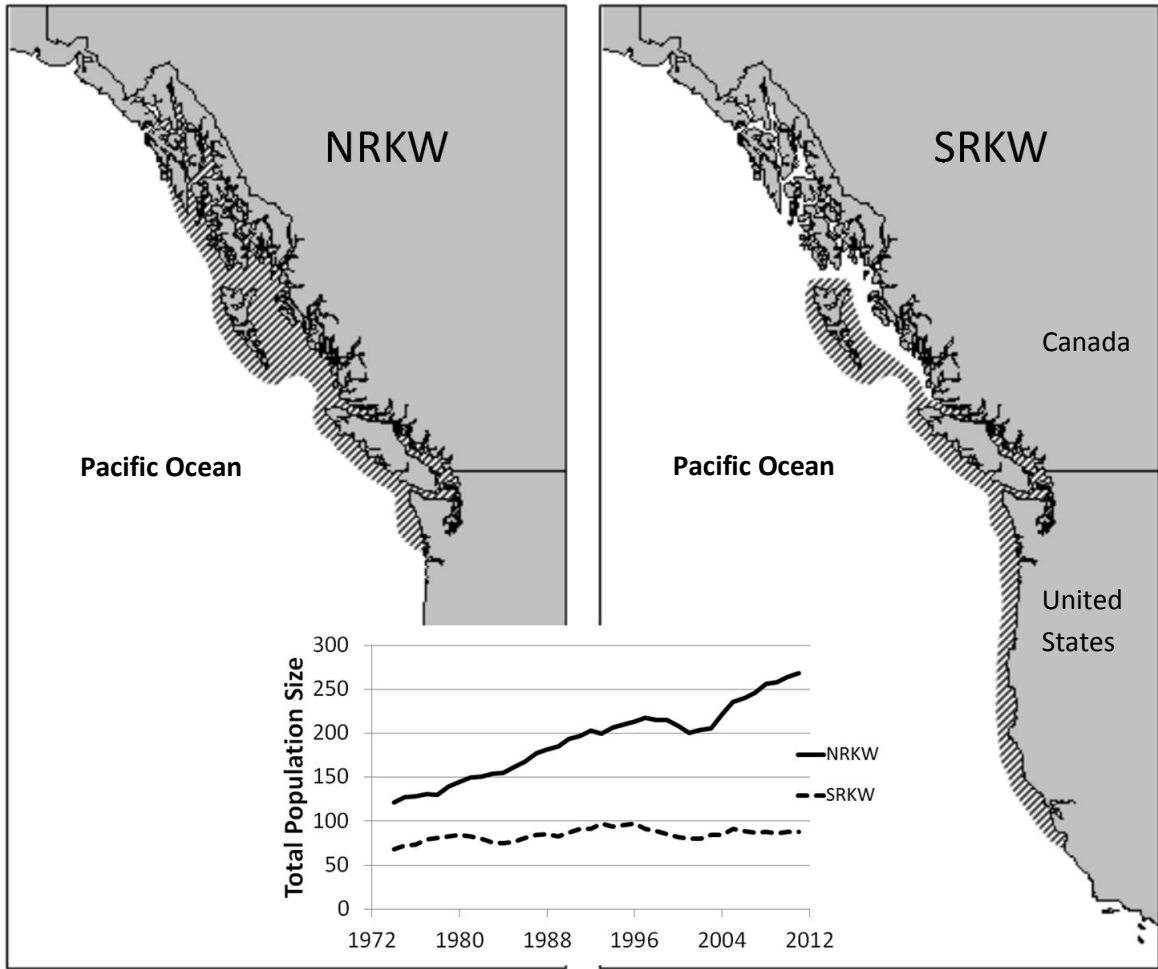 NRKW
SRKW
Canada
Pacific Ocean
Pacific Ocean
United
States
Total Population Size
300
250
200
150
100
50
0
1972
1980
1988
1996
2004
2012
NRKW
SRKW